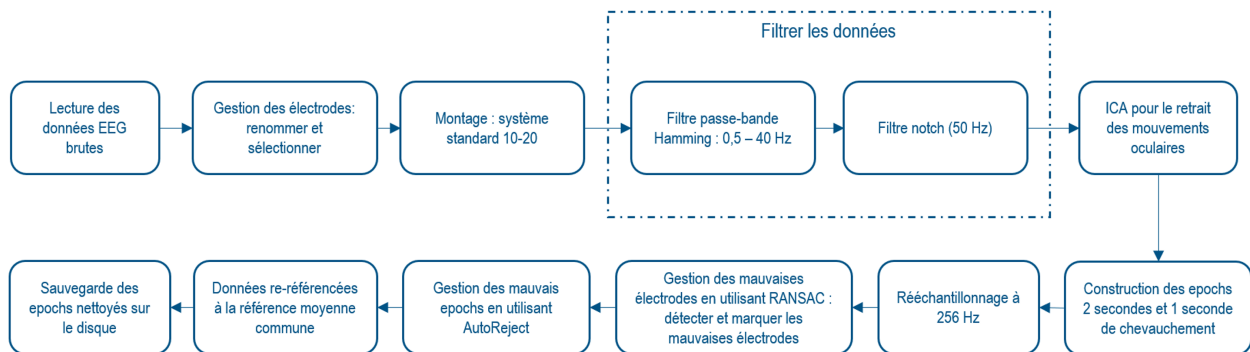 Filtrer les données
Lecture des
données EEG
brutes
Gestion des électrodes:
renommer et
sélectionner
Montage : système
standard 10-20
Filtre passe-bande
Hamming : 0,5 – 40 Hz
Filtre notch (50 Hz)
ICA pour le retrait
des mouvements
oculaires
Construction des epochs
2 secondes et 1 seconde
de chevauchement
Rééchantillonnage à
256 Hz
Gestion des mauvaises
électrodes en utilisant RANSAC :
détecter et marquer les
mauvaises électrodes
Gestion des mauvais
epochs en utilisant
AutoReject
Données re-référencées
à la référence moyenne
commune
Sauvegarde des
epochs nettoyés sur
le disque